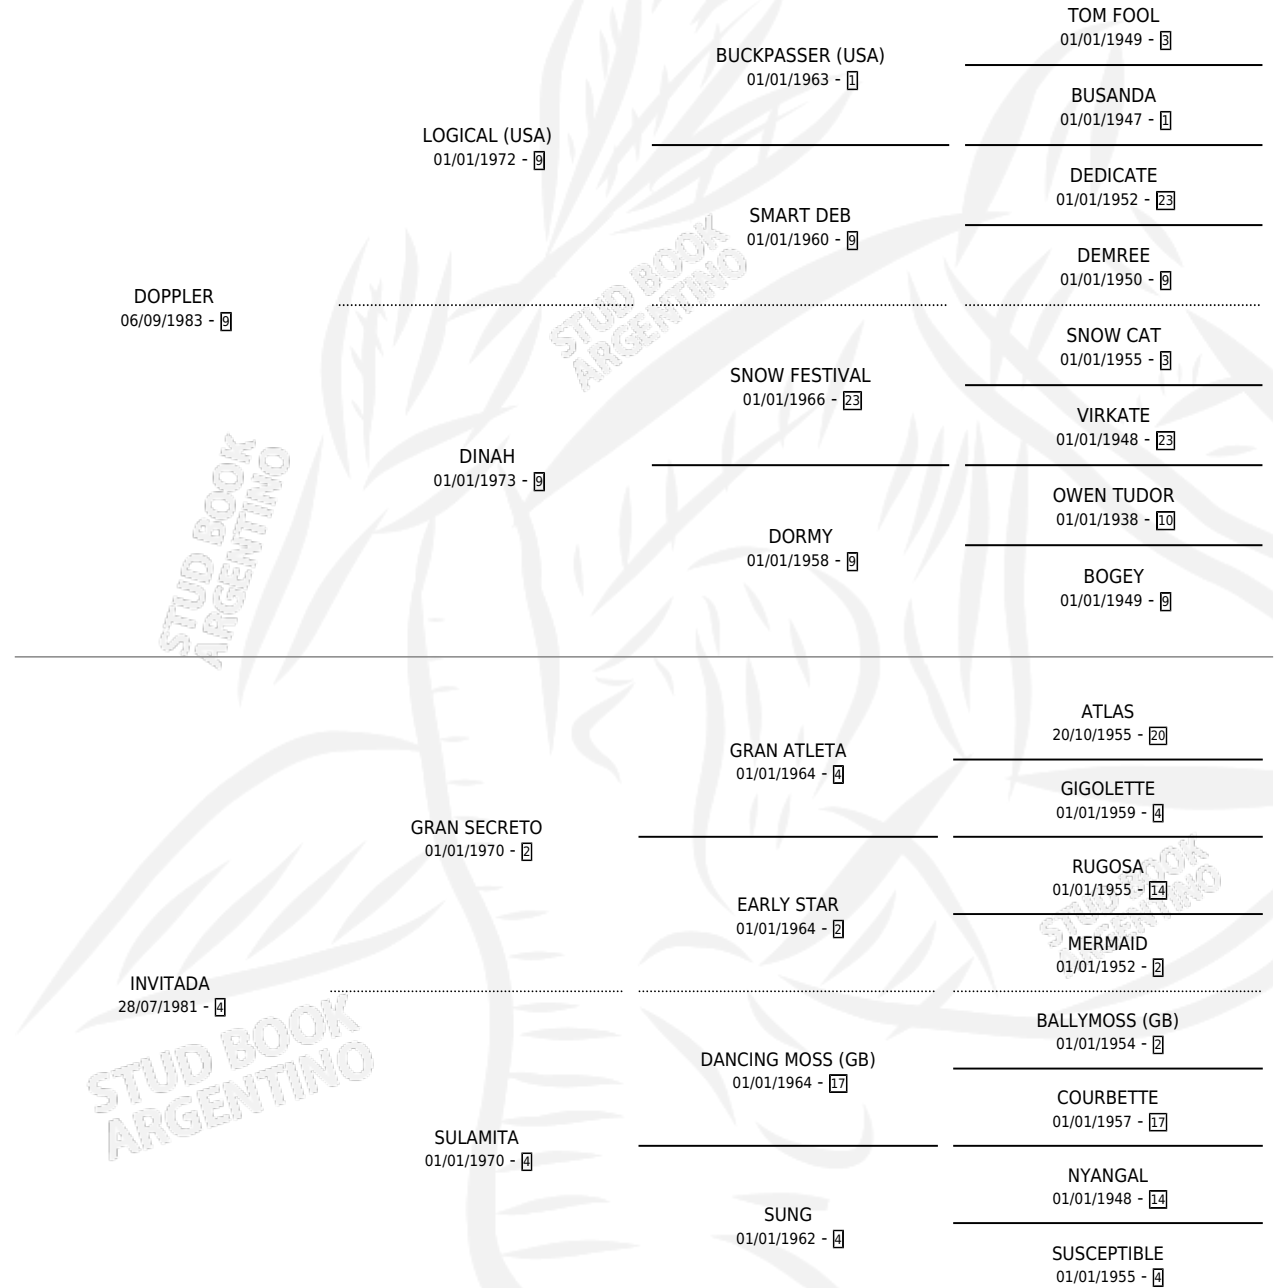 TOM FOOL
01/01/1949 - 3
BUCKPASSER (USA)
01/01/1963 - 1
BUSANDA
01/01/1947 - 1
LOGICAL (USA)
01/01/1972 - 9
DEDICATE
01/01/1952 - 23
SMART DEB
01/01/1960 - 9
DEMREE
01/01/1950 - 9
DOPPLER
06/09/1983 - 9
SNOW CAT
01/01/1955 - 3
SNOW FESTIVAL
01/01/1966 - 23
VIRKATE
01/01/1948 - 23
DINAH
01/01/1973 - 9
OWEN TUDOR
01/01/1938 - 10
DORMY
01/01/1958 - 9
BOGEY
01/01/1949 - 9
STUD BOOK
ARGENTINO
STUD BOOK
ARGENTINO
ATLAS
20/10/1955 - 20
GRAN ATLETA
01/01/1964 - 4
GIGOLETTE
01/01/1959 - 4
GRAN SECRETO
01/01/1970 - 2
RUGOSA
01/01/1955 - 14
EARLY STAR
01/01/1964 - 2
MERMAID
01/01/1952 - 2
INVITADA
28/07/1981 - 4
BALLYMOSS (GB)
01/01/1954 - 2
DANCING MOSS (GB)
01/01/1964 - 17
COURBETTE
01/01/1957 - 17
SULAMITA
01/01/1970 - 4
NYANGAL
01/01/1948 - 14
SUNG
01/01/1962 - 4
SUSCEPTIBLE
01/01/1955 - 4
STUD BOOK
ARGENTINO
STUD BOOK
ARGENTINO